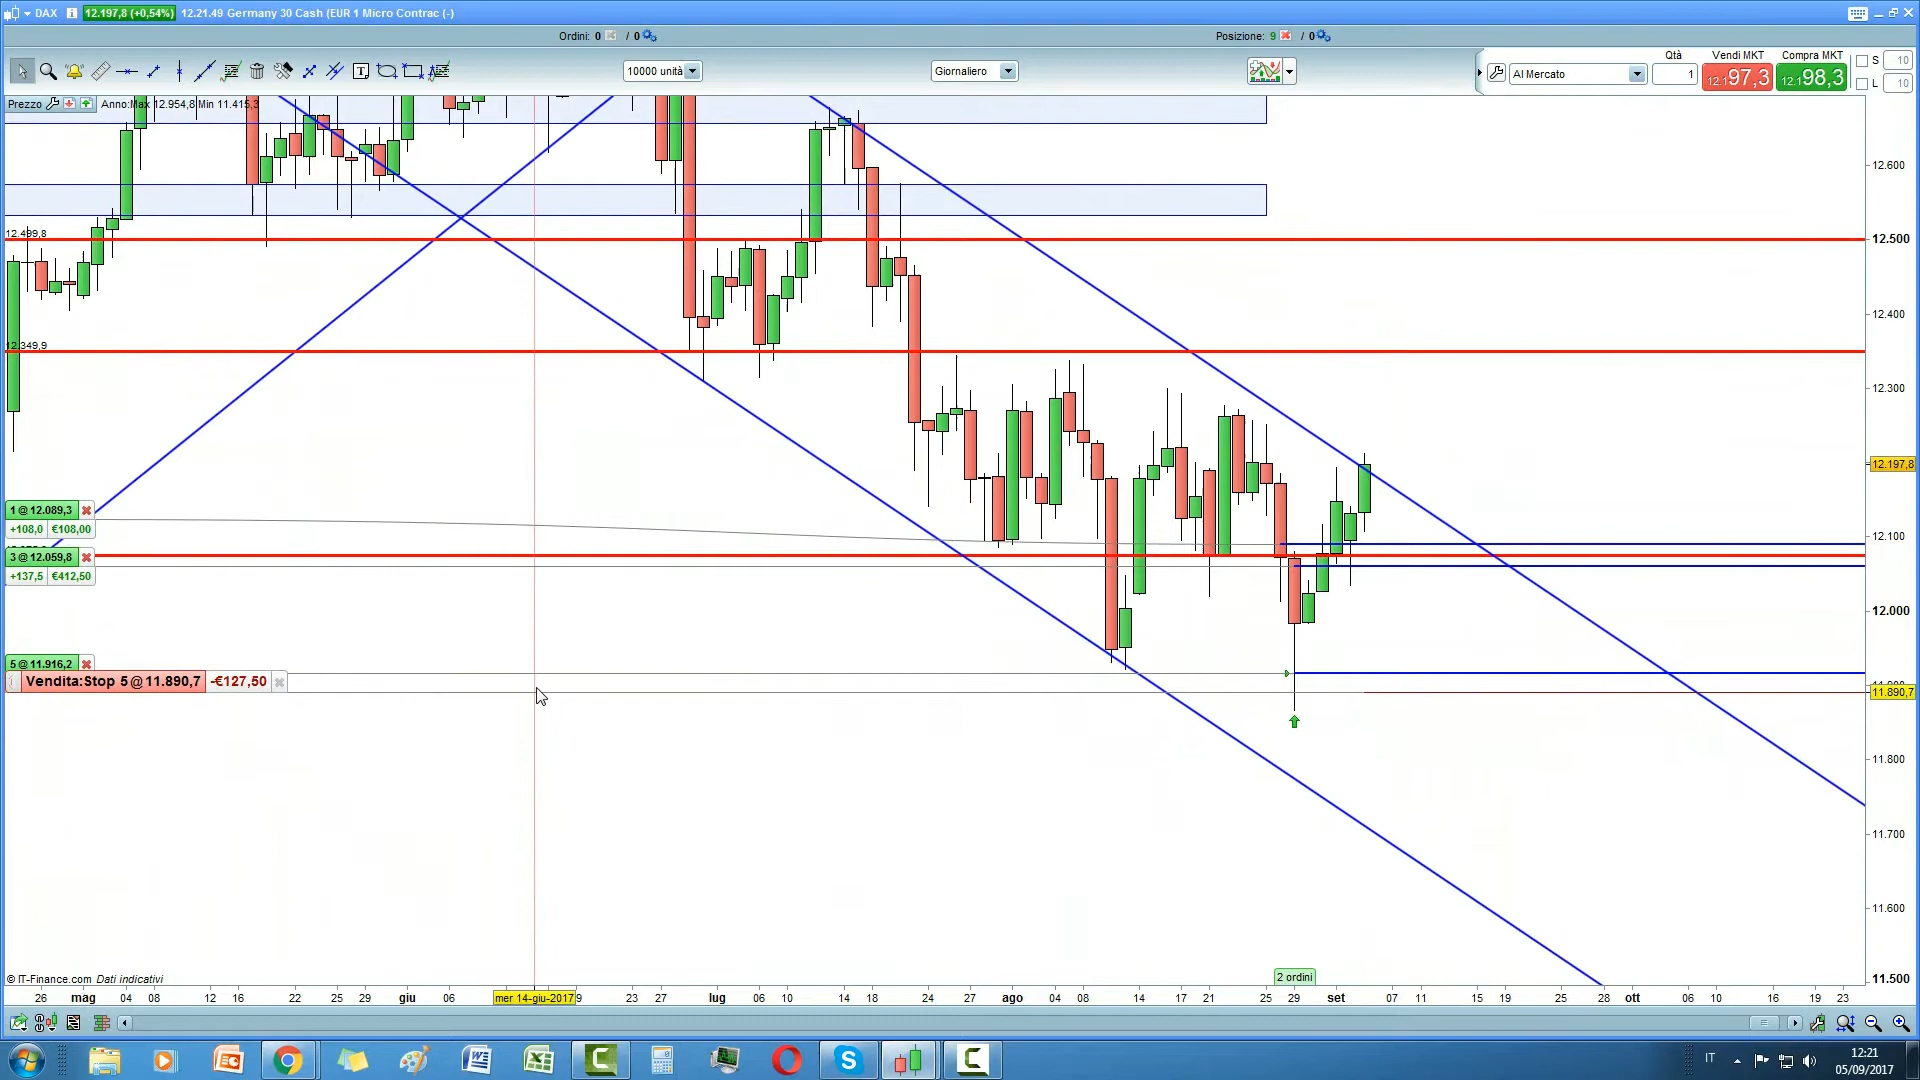 DAX
12.197,8 (+0,54%)
12.21.49 Germany 30 Cash (EUR 1 Micro Contrac (-)
Ordini: 0 / 0
Posizione: 9 / 0
10000 unità
Giornaliero
Al Mercato
Qtà
1
Vendi MKT
12.197,3
Compra MKT
12.198,3
S 10
L 10
Prezzo
Anno:Max 12.954,8 Min 11.415,3
12.499,8
12.349,9
1@12.089,3
+108,0 €108,00
3@12.059,8
+137,5 €412,50
5@11.916,2
Vendita:Stop 5@11.890,7 -€127,50
12.600
12.500
12.400
12.300
12.197,8
12.100
12.000
11.890,7
11.800
11.700
11.600
11.500
2 ordini
© IT-Finance.com Dati indicativi
26 mag 04 08 12 16 22 25 29 giu 06 mer 14-giu-2017 9 23 27 lug 06 10 14 18 24 27 ago 04 08 14 17 21 25 29 set 07 11 15 19 25 28 ott 06 10 16 19 23
IT
12:21
05/09/2017